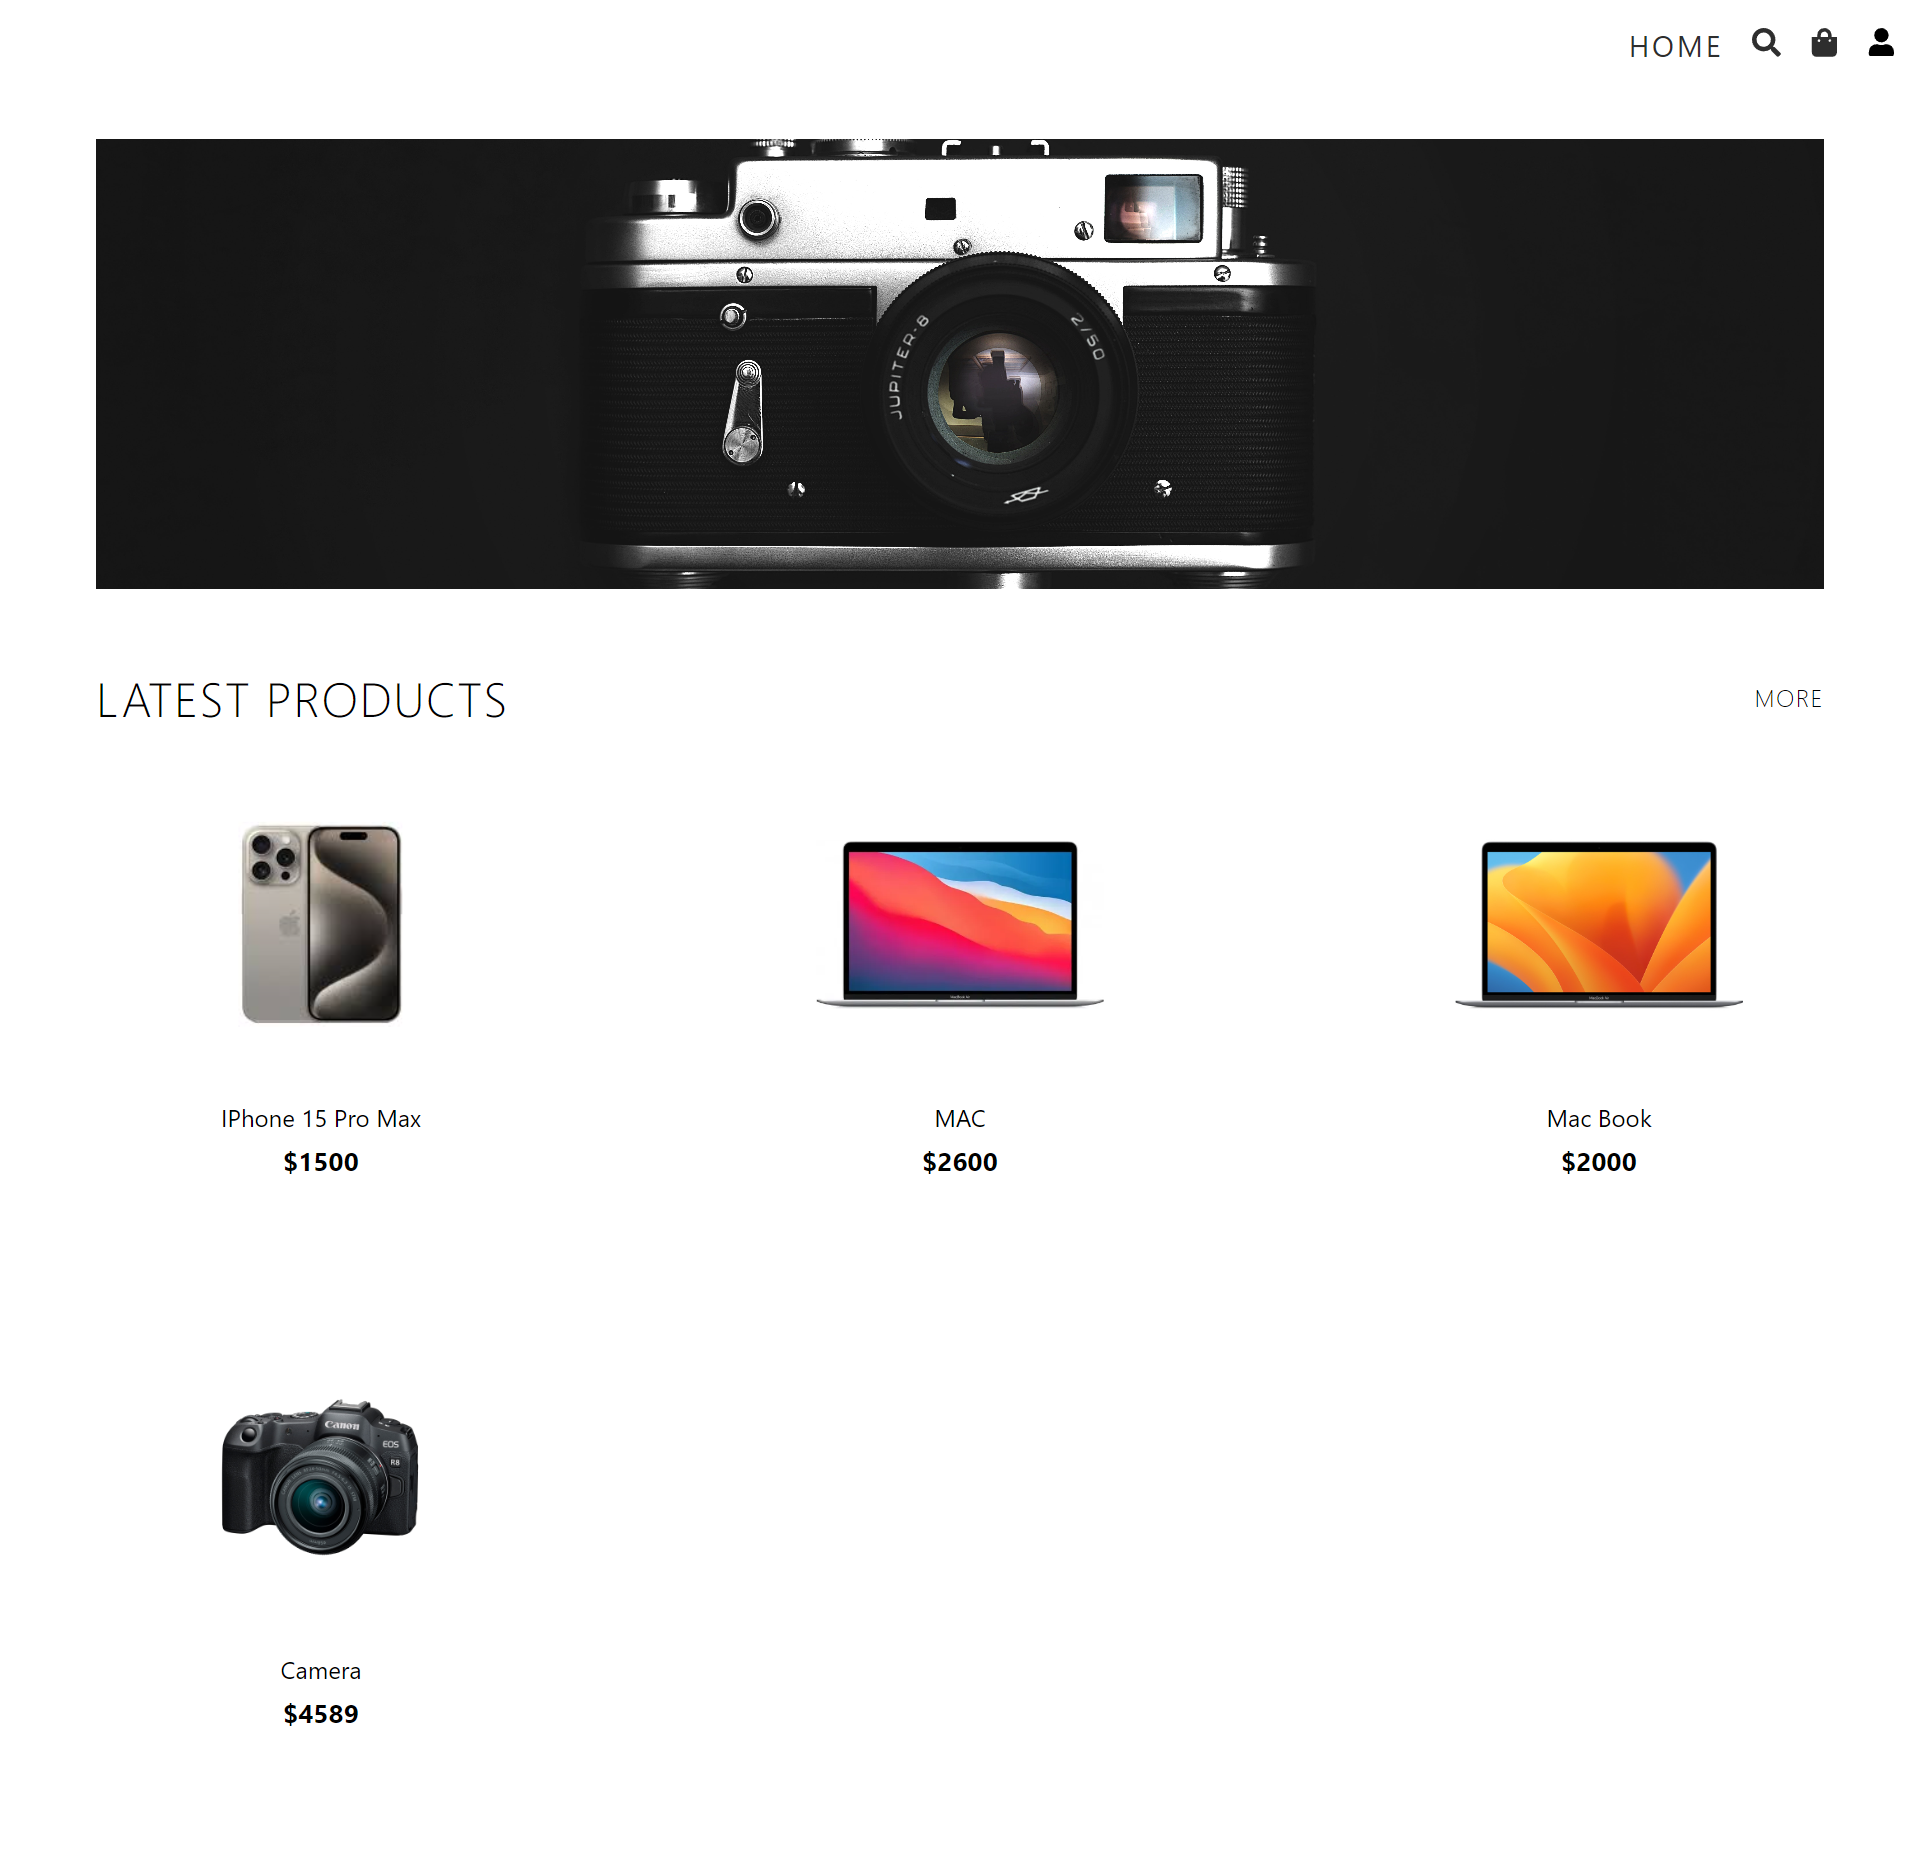 HOME
JUPITER-8
2/50
LATEST PRODUCTS
MORE
IPhone 15 Pro Max
$1500
MAC
$2600
Mac Book
$2000
Canon
EOS
R8
Camera
$4589